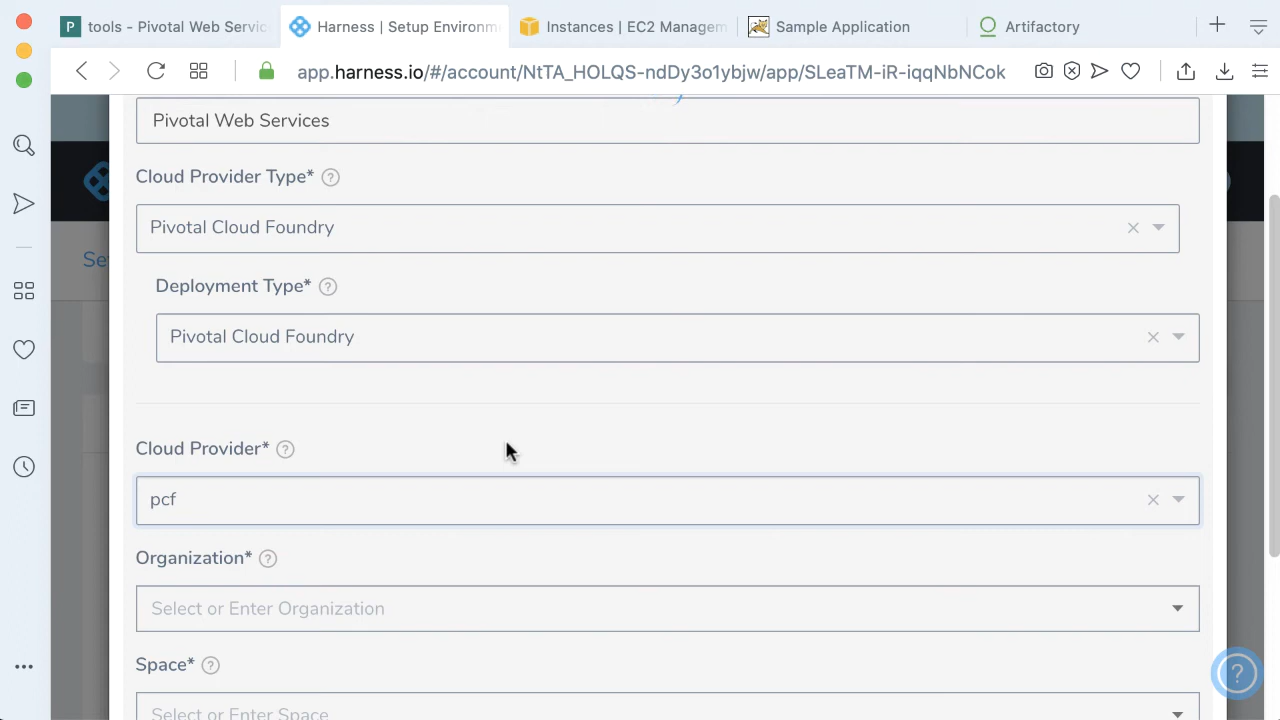 tools - Pivotal Web Servic
Harness | Setup Environm
Instances | EC2 Managem
Sample Application
Artifactory
app.harness.io/#/account/NtTA_HOLQS-ndDy3o1ybjw/app/SLeaTM-iR-iqqNbNCok
Pivotal Web Services
Cloud Provider Type* ?
Pivotal Cloud Foundry
Se
Deployment Type* ?
Pivotal Cloud Foundry
Cloud Provider* ?
pcf
Organization* ?
Select or Enter Organization
Space* ?
Select or Enter Space
?